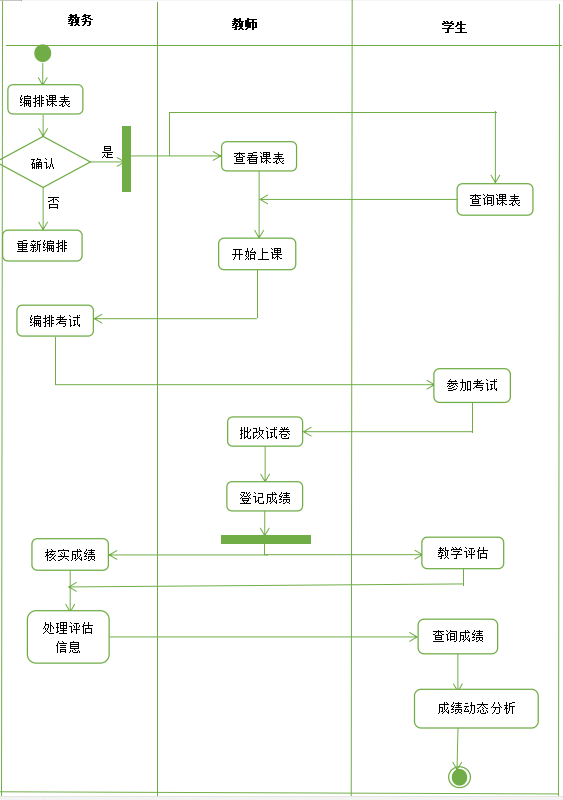 教务
教师
学生
编排课表
确认
是
否
查看课表
查询课表
重新编排
开始上课
编排考试
参加考试
批改试卷
登记成绩
核实成绩
教学评估
处理评估
信息
查询成绩
成绩动态分析